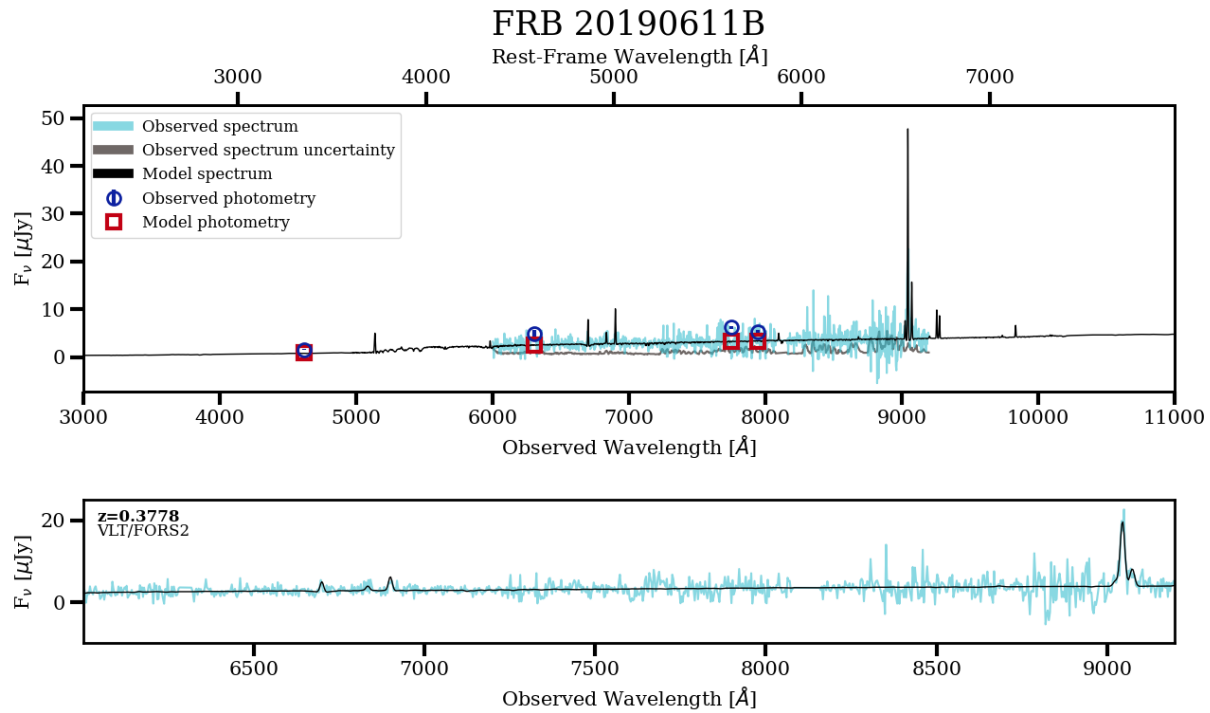 FRB 20190611B
Rest-Frame Wavelength [Å]
3000 4000 5000 6000 7000
50
40
30
20
10
0
F_ν [μJy]
Observed spectrum
Observed spectrum uncertainty
Model spectrum
Observed photometry
Model photometry
3000 4000 5000 6000 7000 8000 9000 10000 11000
Observed Wavelength [Å]
20
0
F_ν [μJy]
z=0.3778
VLT/FORS2
6500 7000 7500 8000 8500 9000
Observed Wavelength [Å]